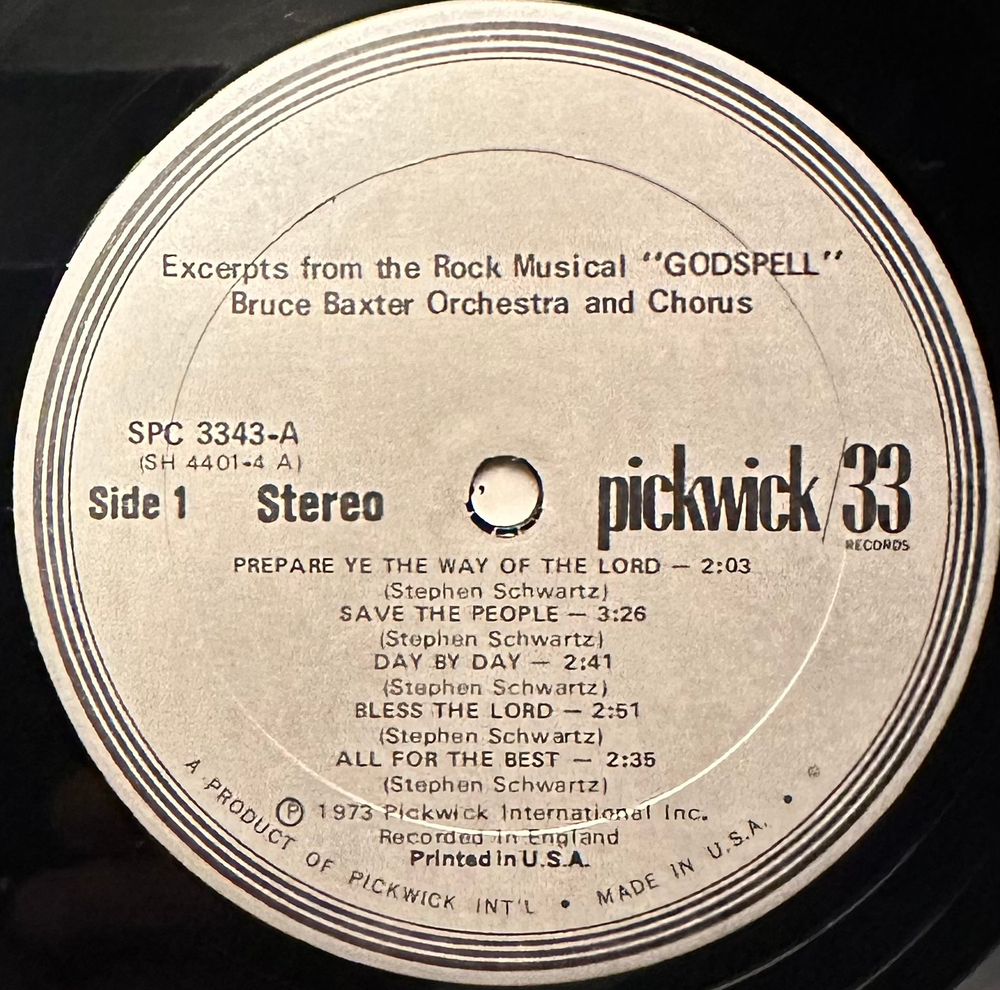 Excerpts from the Rock Musical "GODSPELL"
Bruce Baxter Orchestra and Chorus
SPC 3343-A
(SH 4401-4 A)
Side 1 Stereo
pickwick/33
RECORDS
PREPARE YE THE WAY OF THE LORD — 2:03
(Stephen Schwartz)
SAVE THE PEOPLE — 3:26
(Stephen Schwartz)
DAY BY DAY — 2:41
(Stephen Schwartz)
BLESS THE LORD — 2:51
(Stephen Schwartz)
ALL FOR THE BEST — 2:35
(Stephen Schwartz)
Ⓟ 1973 Pickwick International Inc.
Recorded in England
Printed in U.S.A.
A PRODUCT OF PICKWICK INT'L • MADE IN U.S.A. •